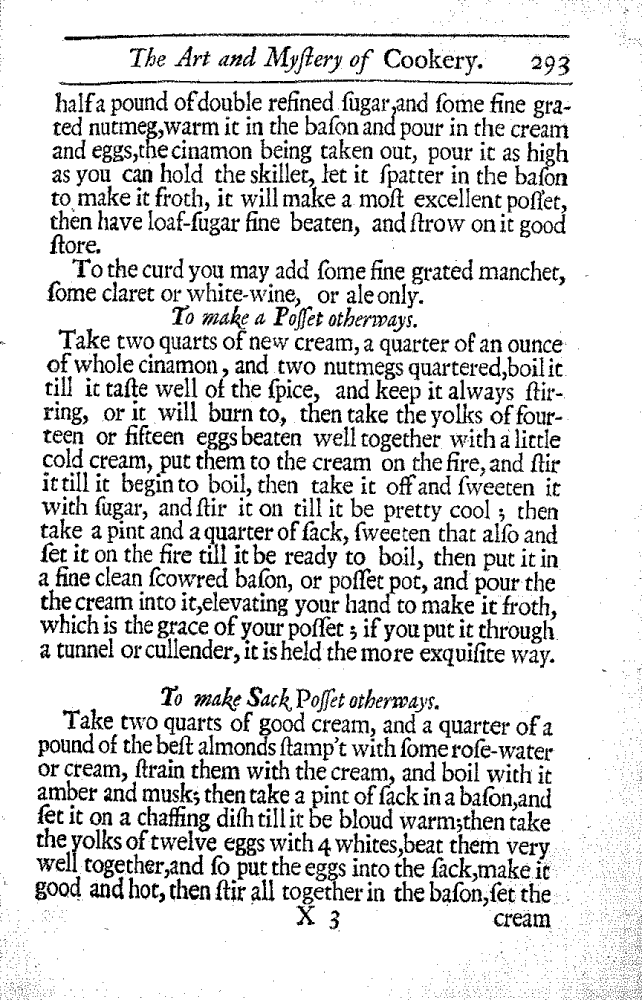 The Art and Myſtery of Cookery. 293
half a pound of double refined ſugar,and ſome fine gra-
ted nutmeg,warm it in the baſon and pour in the cream
and eggs,the cinamon being taken out, pour it as high
as you can hold the skillet, let it ſpatter in the baſon
to make it froth, it will make a moſt excellent poſſet,
then have loaf-ſugar fine beaten, and ſtrow on it good
ſtore.
To the curd you may add ſome fine grated manchet,
ſome claret or white-wine, or ale only.
To make a Poſſet otherways.
Take two quarts of new cream, a quarter of an ounce
of whole cinamon, and two nutmegs quartered,boil it
till it taſte well of the ſpice, and keep it always ſtir-
ring, or it will burn to, then take the yolks of four-
teen or fifteen eggs beaten well together with a little
cold cream, put them to the cream on the fire, and ſtir
it till it begin to boil, then take it off and ſweeten it
with ſugar, and ſtir it on till it be pretty cool; then
take a pint and a quarter of ſack, ſweeten that alſo and
ſet it on the fire till it be ready to boil, then put it in
a fine clean ſcowred baſon, or poſſet pot, and pour the
the cream into it,elevating your hand to make it froth,
which is the grace of your poſſet; if you put it through
a tunnel or cullender, it is held the more exquiſite way.
To make Sack Poſſet otherways.
Take two quarts of good cream, and a quarter of a
pound of the beſt almonds ſtamp't with ſome roſe-water
or cream, ſtrain them with the cream, and boil with it
amber and musk; then take a pint of ſack in a baſon,and
ſet it on a chaffing diſh till it be bloud warm;then take
the yolks of twelve eggs with 4 whites,beat them very
well together,and ſo put the eggs into the ſack,make it
good and hot, then ſtir all together in the baſon, ſet the
X 3 cream